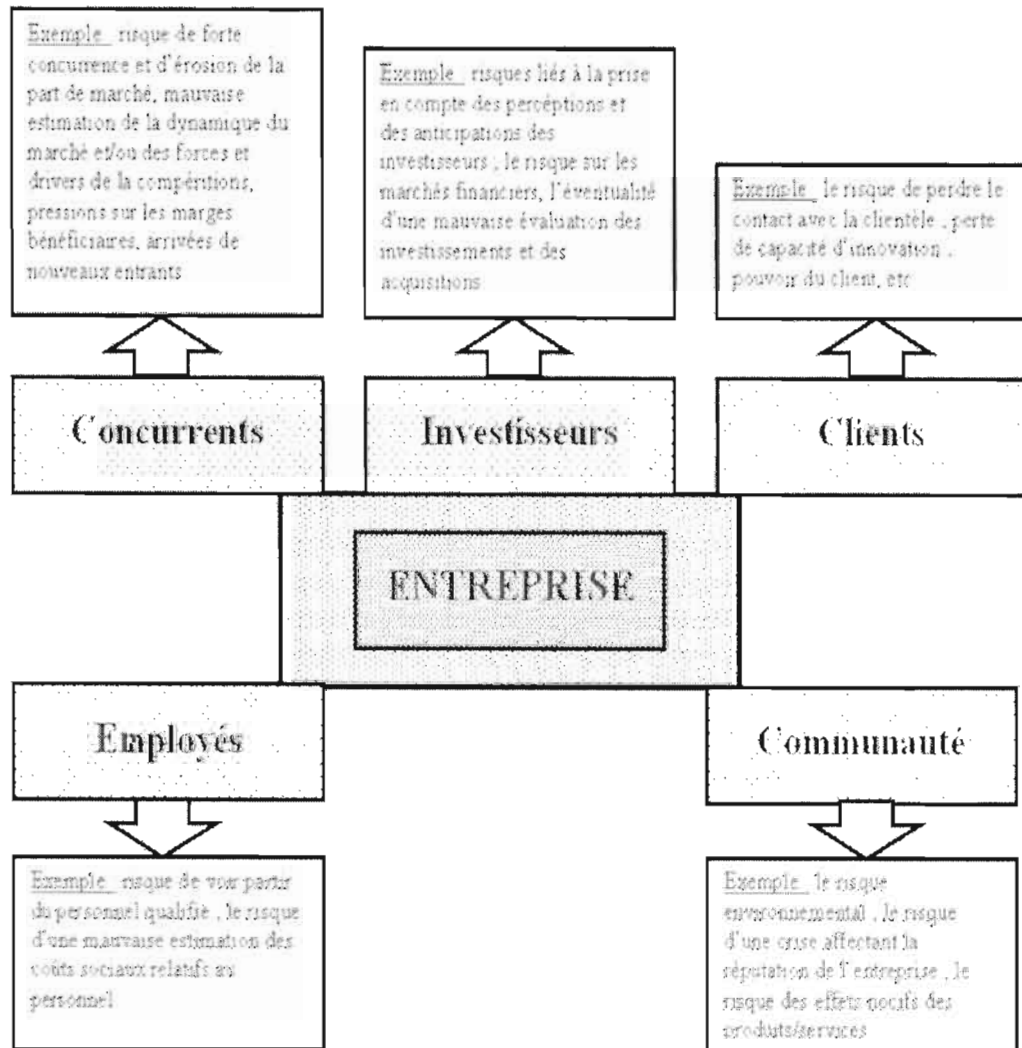 Exemple risque de forte
concurrence et d'érosion de la
part de marché, mauvaise
estimation de la dynamique du
marché et/ou des forces et
drivers de la compéritions,
pressions sur les marges
bénéficiaires, arrivées de
nouveaux entrants
Exemple risques liés à la prise
en compte des percéptions et
des anticipations des
investisseurs , le risque sur les
marchés financiers, l'éventualité
d'une mauvaise évaluation des
investissements et des
acquisitions
Exemple le risque de perdre le
contact avec la clientèle , perte
de capacité d'innovation ,
pouvoir du client, etc
Concurrents
Investisseurs
Clients
ENTREPRISE
Employés
Communauté
Exemple risque de voir partir
du personnel qualifié , le risque
d'une mauvaise estimation des
coûts sociaux relatifs au
personnel
Exemple le risque
environnemental , le risque
d'une crise affectant la
réputation de l'entreprise , le
risque des effets nocifs des
produits/services